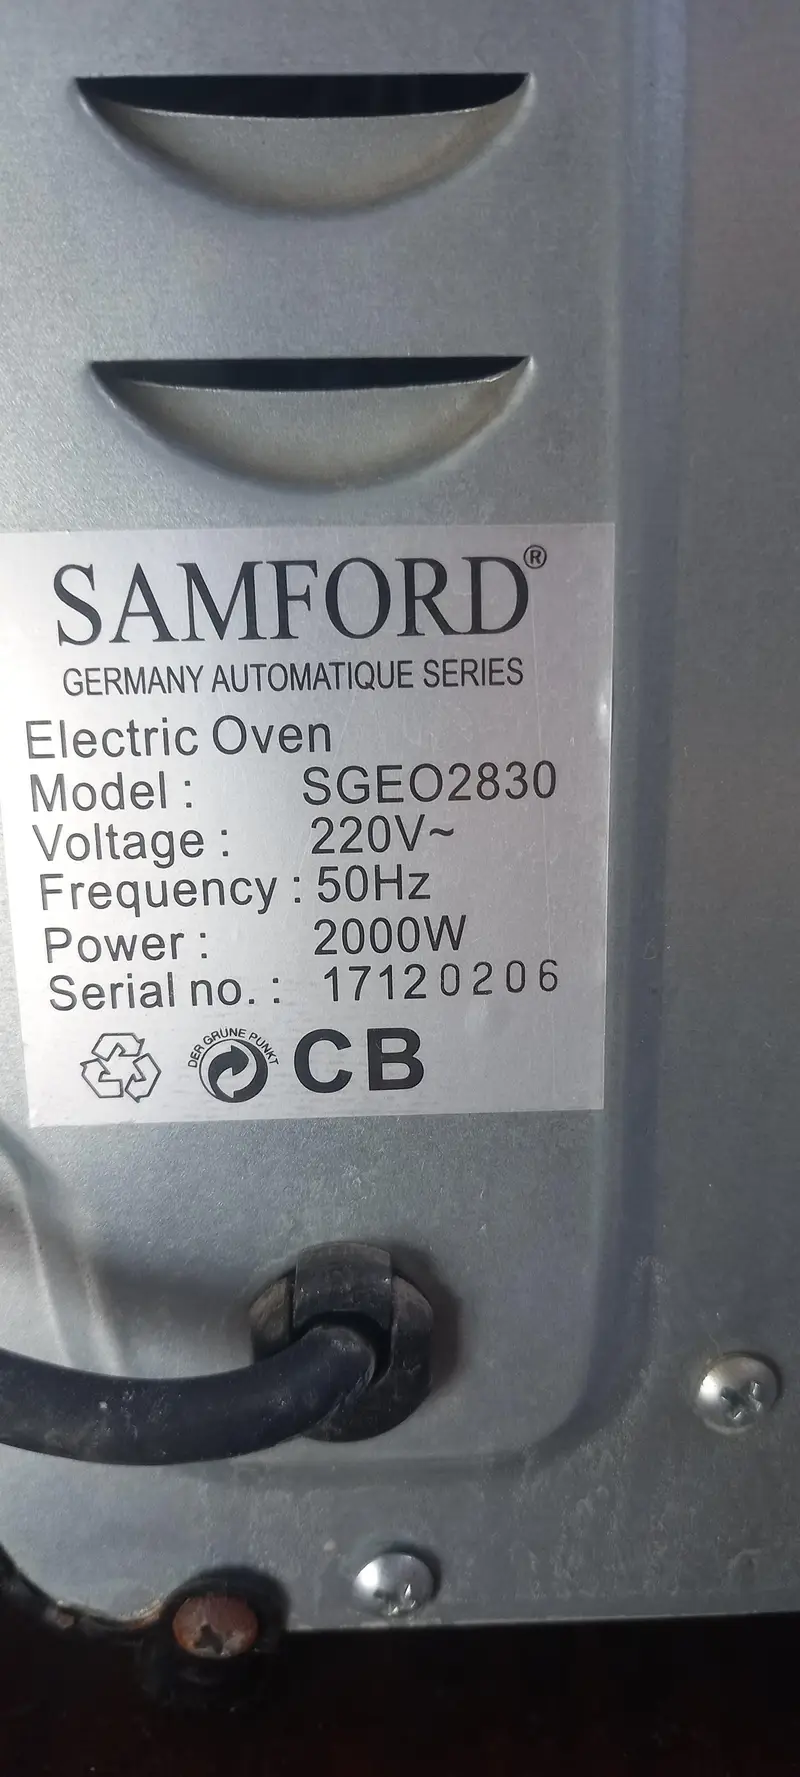 SAMFORD®
GERMANY AUTOMATIQUE SERIES
Electric Oven
Model : SGEO2830
Voltage : 220V~
Frequency : 50Hz
Power : 2000W
Serial no. : 17120206
DER GRUNE PUNKT
CB